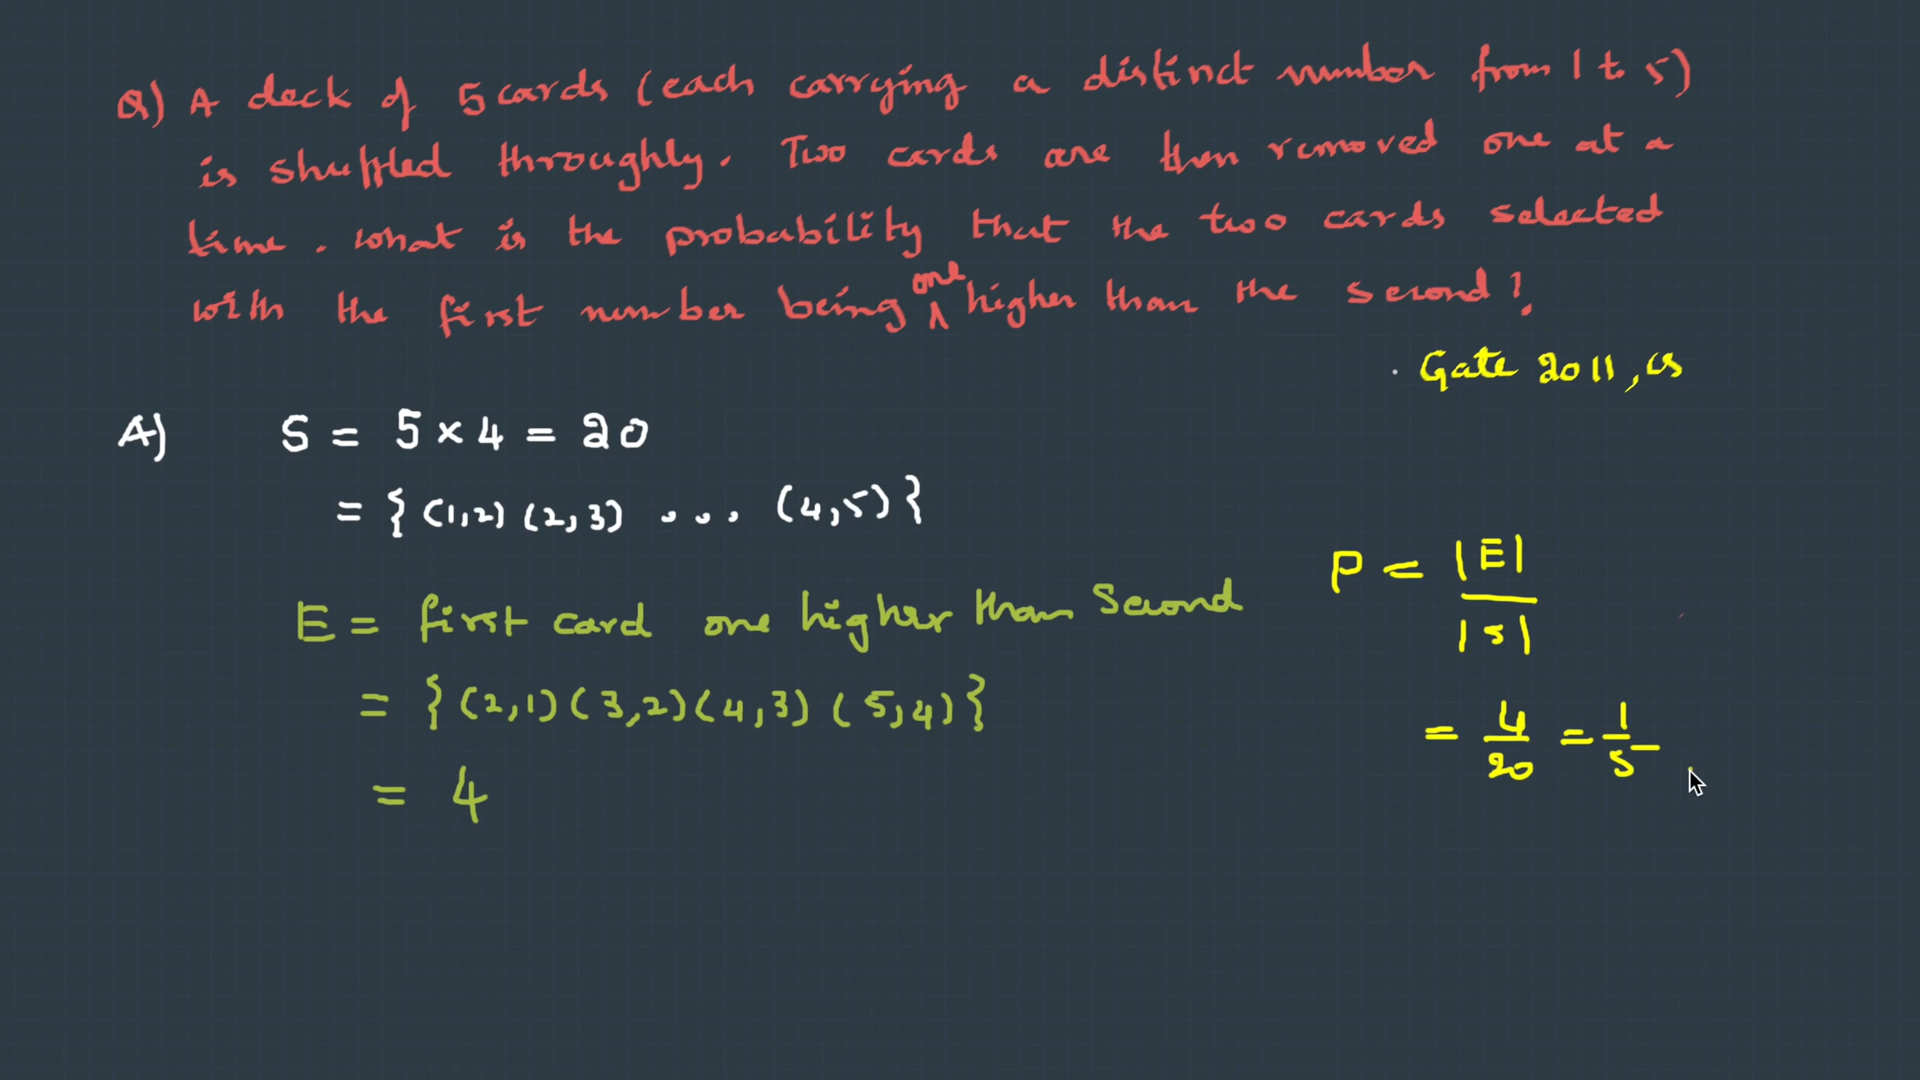 Q) A deck of 5 cards (each carrying a distinct number from 1 to 5)
is shuffled throughly. Two cards are then removed one at a
time. What is the probability that the two cards selected
with the first number being one higher than the second?
. Gate 2011, CS
A) S = 5 × 4 = 20
= {(1,2) (2,3) ... (4,5)}
E = first card one higher than Second
= {(2,1) (3,2) (4,3) (5,4)}
= 4
P = |E|
|S|
= 4/20 = 1/5